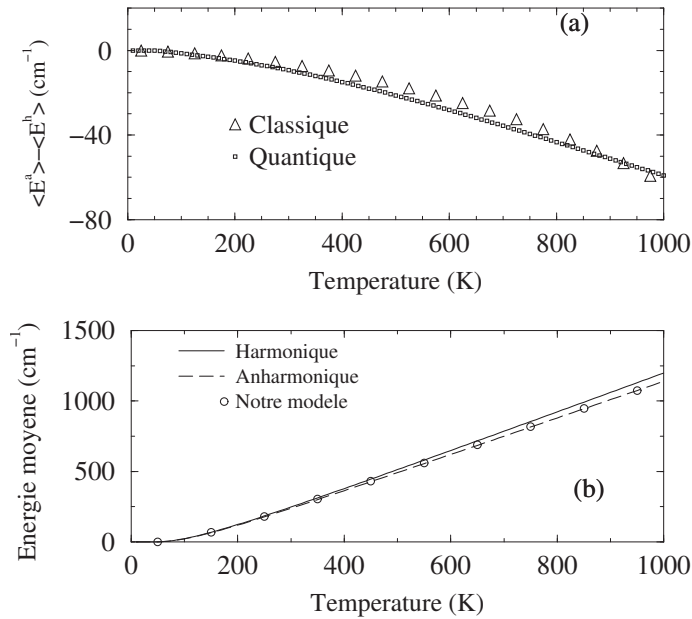 (a)
0
−40
−80
<E^a>−<E^h> (cm^−1)
Classique
Quantique
0 200 400 600 800 1000
Temperature (K)
1500
1000
500
0
Energie moyene (cm^−1)
Harmonique
Anharmonique
Notre modele
(b)
0 200 400 600 800 1000
Temperature (K)